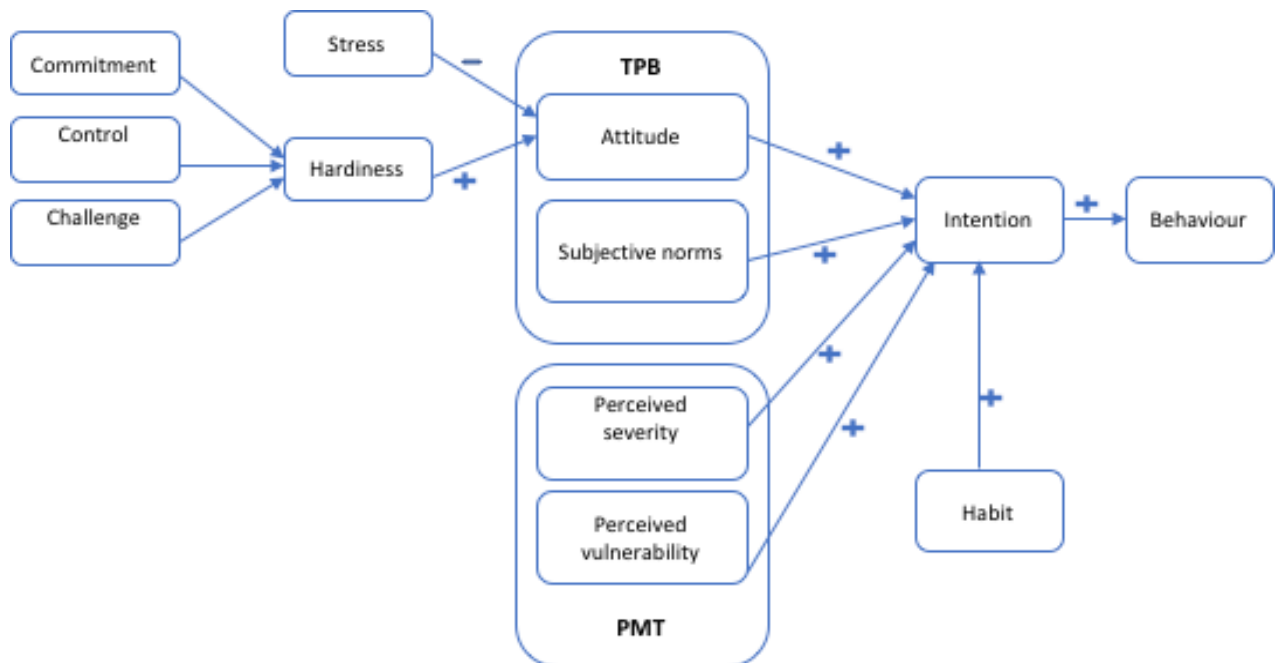 Commitment
Control
Challenge
Stress
Hardiness
−
+
TPB
Attitude
Subjective norms
Perceived
severity
Perceived
vulnerability
PMT
+
+
+
+
Intention
+
Behaviour
+
Habit